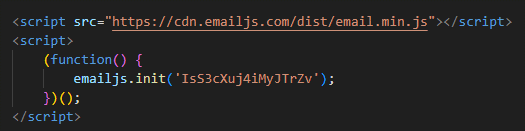 <script src="https://cdn.emailjs.com/dist/email.min.js"></script>
<script>
(function() {
emailjs.init('IsS3cXuj4iMyJTrZv');
})();
</script>